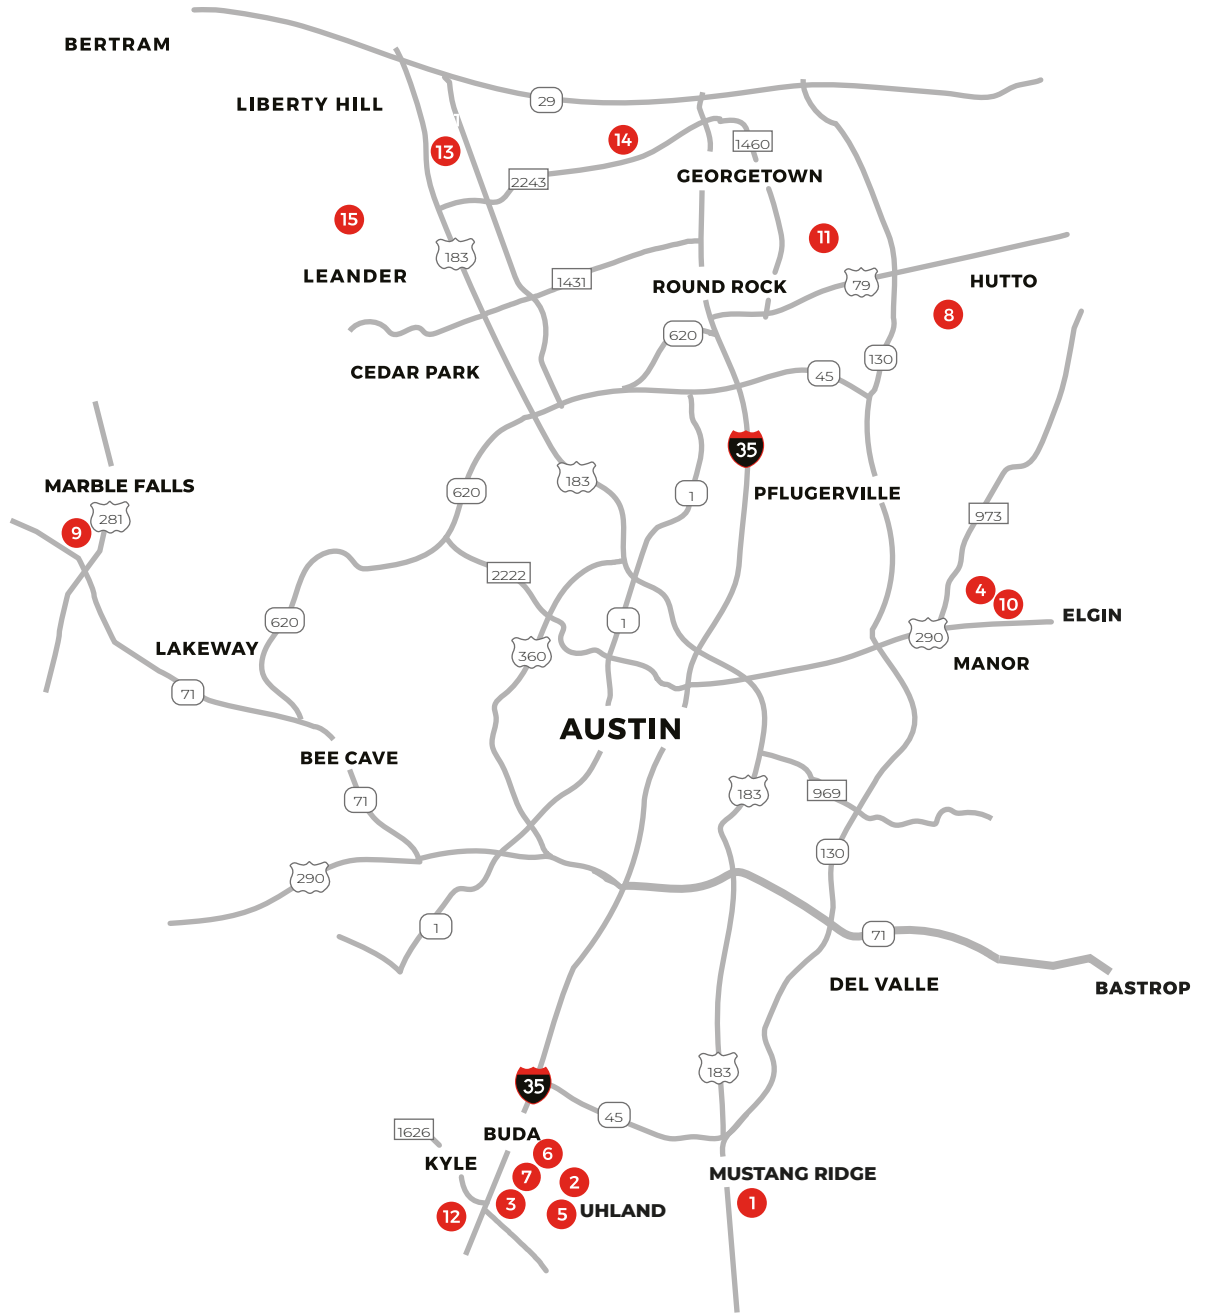 BERTRAM
LIBERTY HILL
29
14
13
1460
2243
GEORGETOWN
15
11
183
LEANDER
1431
ROUND ROCK
79
HUTTO
8
620
130
CEDAR PARK
45
35
183
MARBLE FALLS
620
1
PFLUGERVILLE
281
973
9
2222
4
10
620
1
ELGIN
290
LAKEWAY
360
MANOR
71
AUSTIN
BEE CAVE
183
969
71
130
290
1
71
DEL VALLE
BASTROP
183
35
45
1626
BUDA
6
KYLE
7
2
MUSTANG RIDGE
3
1
12
5
UHLAND